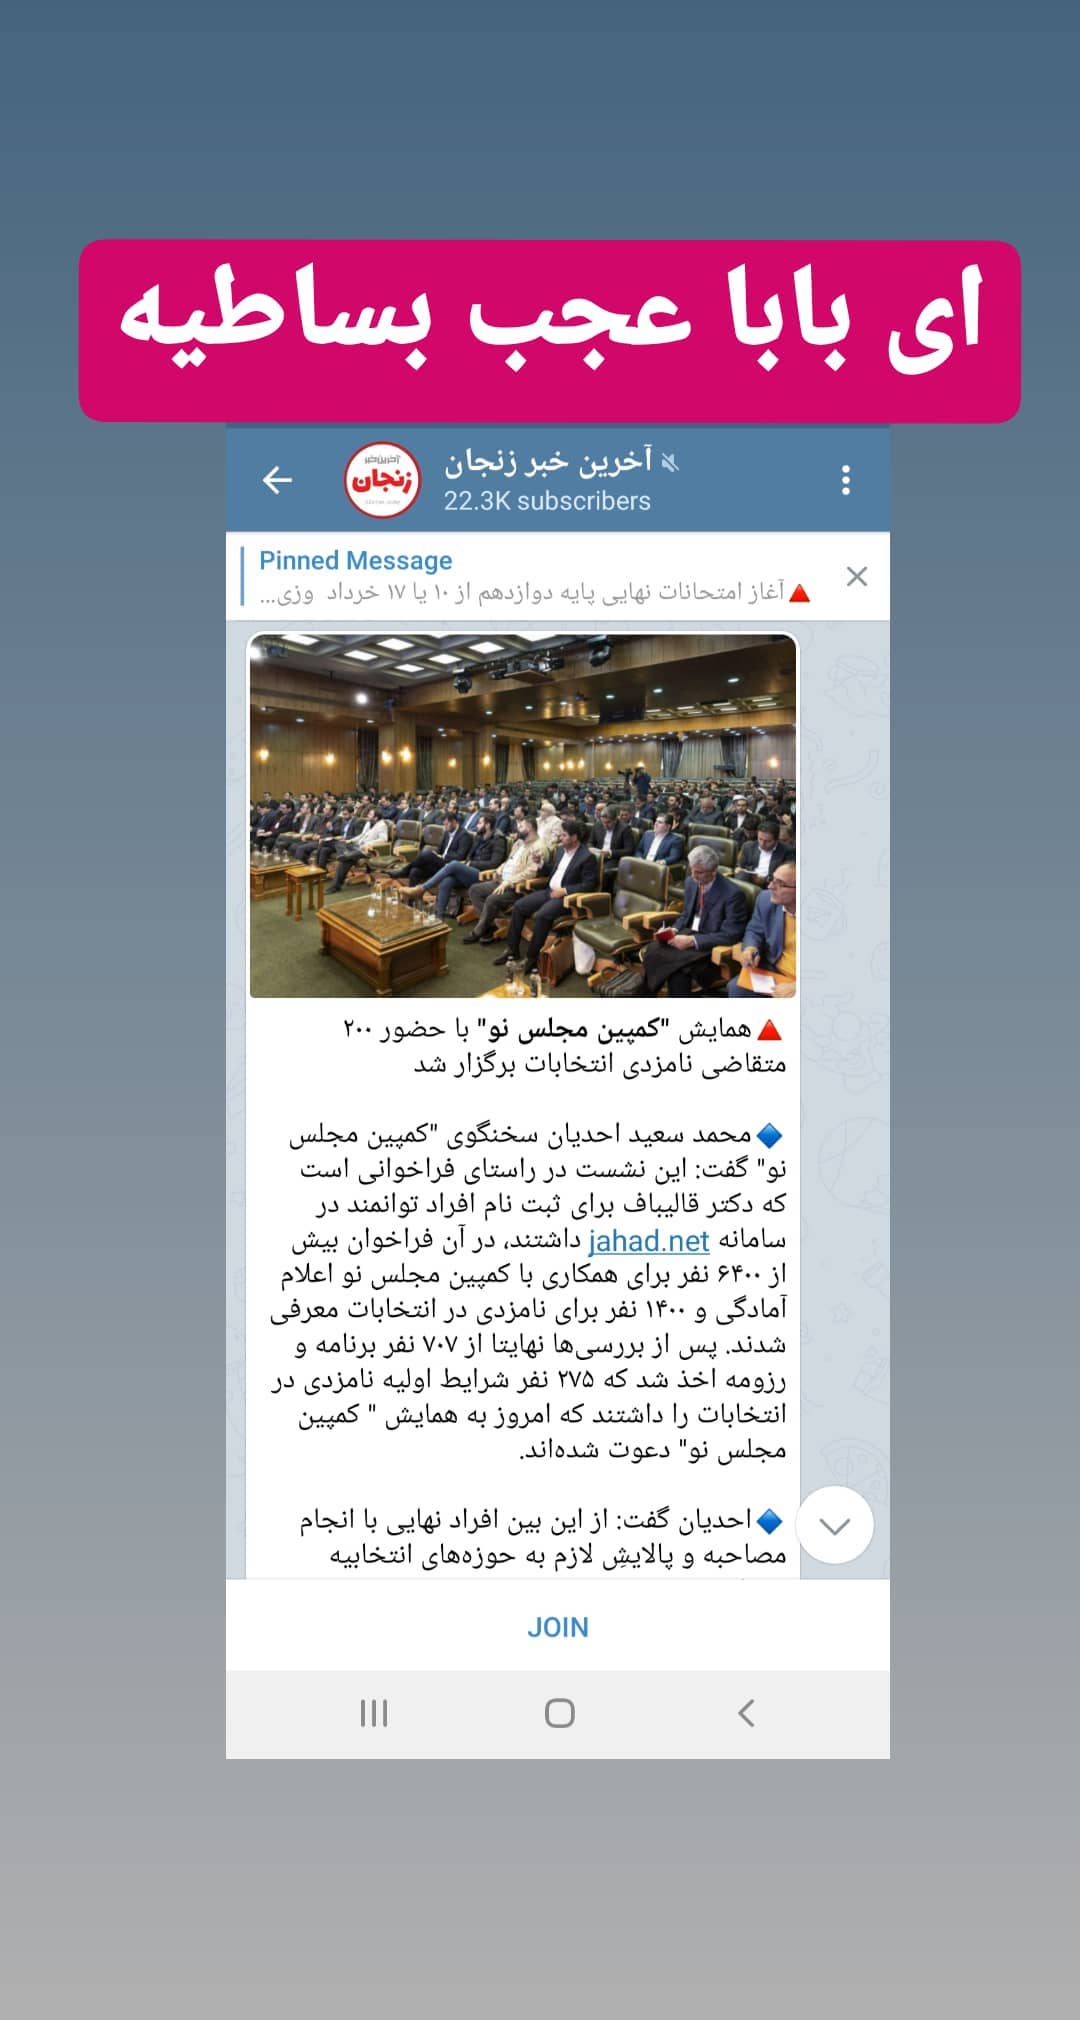 ای بابا عجب بساطیه
آخرین خبر زنجان
22.3K subscribers
آخرین خبر
زنجان
Pinned Message
🔺آغاز امتحانات نهایی پایه دوازدهم از ۱۰ یا ۱۷ خرداد وزی...
🔺همایش "کمپین مجلس نو" با حضور ۲۰۰
متقاضی نامزدی انتخابات برگزار شد
🔷محمد سعید احدیان سخنگوی "کمپین مجلس
نو" گفت: این نشست در راستای فراخوانی است
که دکتر قالیباف برای ثبت نام افراد توانمند در
سامانه jahad.net داشتند، در آن فراخوان بیش
از ۶۴۰۰ نفر برای همکاری با کمپین مجلس نو اعلام
آمادگی و ۱۴۰۰ نفر برای نامزدی در انتخابات معرفی
شدند. پس از بررسی‌ها نهایتا از ۷۰۷ نفر برنامه و
رزومه اخذ شد که ۲۷۵ نفر شرایط اولیه نامزدی در
انتخابات را داشتند که امروز به همایش " کمپین
مجلس نو" دعوت شده‌اند.
🔷احدیان گفت: از این بین افراد نهایی با انجام
مصاحبه و پالایشِ لازم به حوزه‌های انتخابیه
JOIN